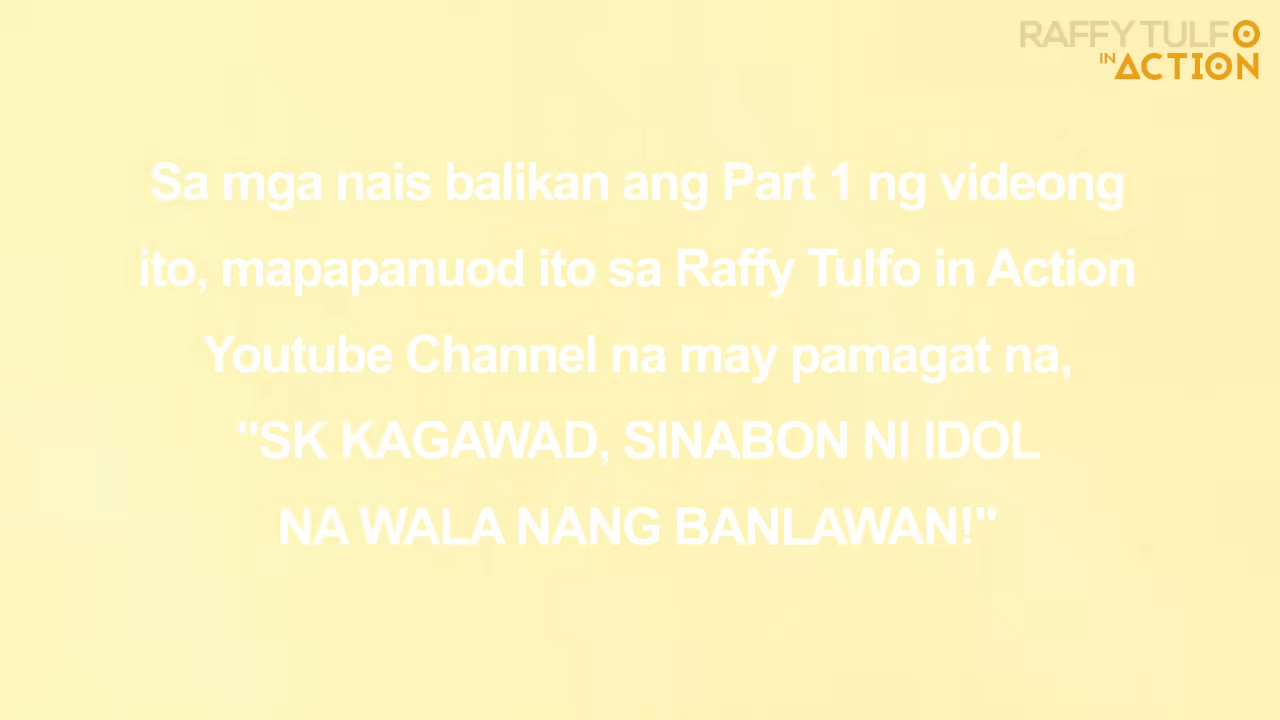 RAFFY TULFO
IN ACTION
Sa mga nais balikan ang Part 1 ng videong
ito, mapapanuod ito sa Raffy Tulfo in Action
Youtube Channel na may pamagat na,
"SK KAGAWAD, SINABON NI IDOL
NA WALA NANG BANLAWAN!"